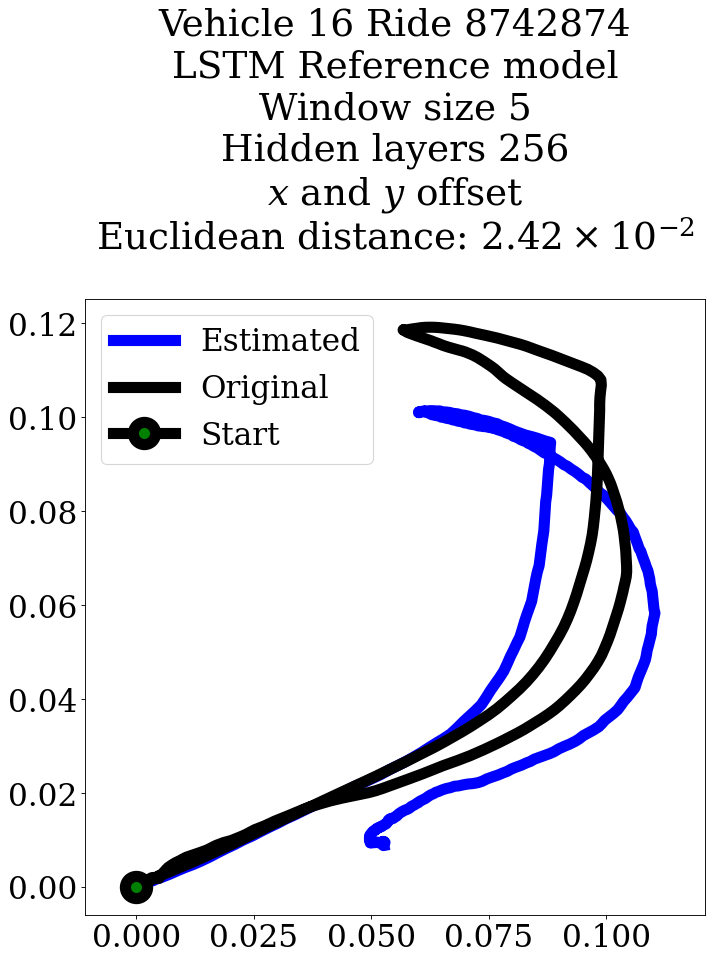 Vehicle 16 Ride 8742874
LSTM Reference model
Window size 5
Hidden layers 256
x and y offset
Euclidean distance: 2.42 × 10⁻²
Estimated
Original
Start
0.12
0.10
0.08
0.06
0.04
0.02
0.00
0.000 0.025 0.050 0.075 0.100